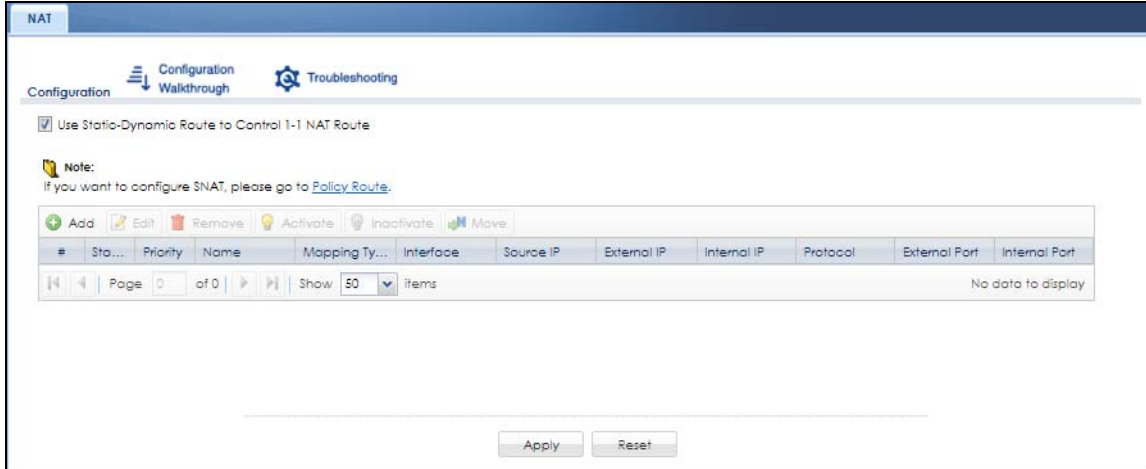 NAT
Configuration
Configuration Walkthrough
Troubleshooting
Use Static-Dynamic Route to Control 1-1 NAT Route
Note:
If you want to configure SNAT, please go to Policy Route.
Add Edit Remove Activate Inactivate Move
# Sta... Priority Name Mapping Ty... Interface Source IP External IP Internal IP Protocol External Port Internal Port
Page 0 of 0 Show 50 items No data to display
Apply Reset